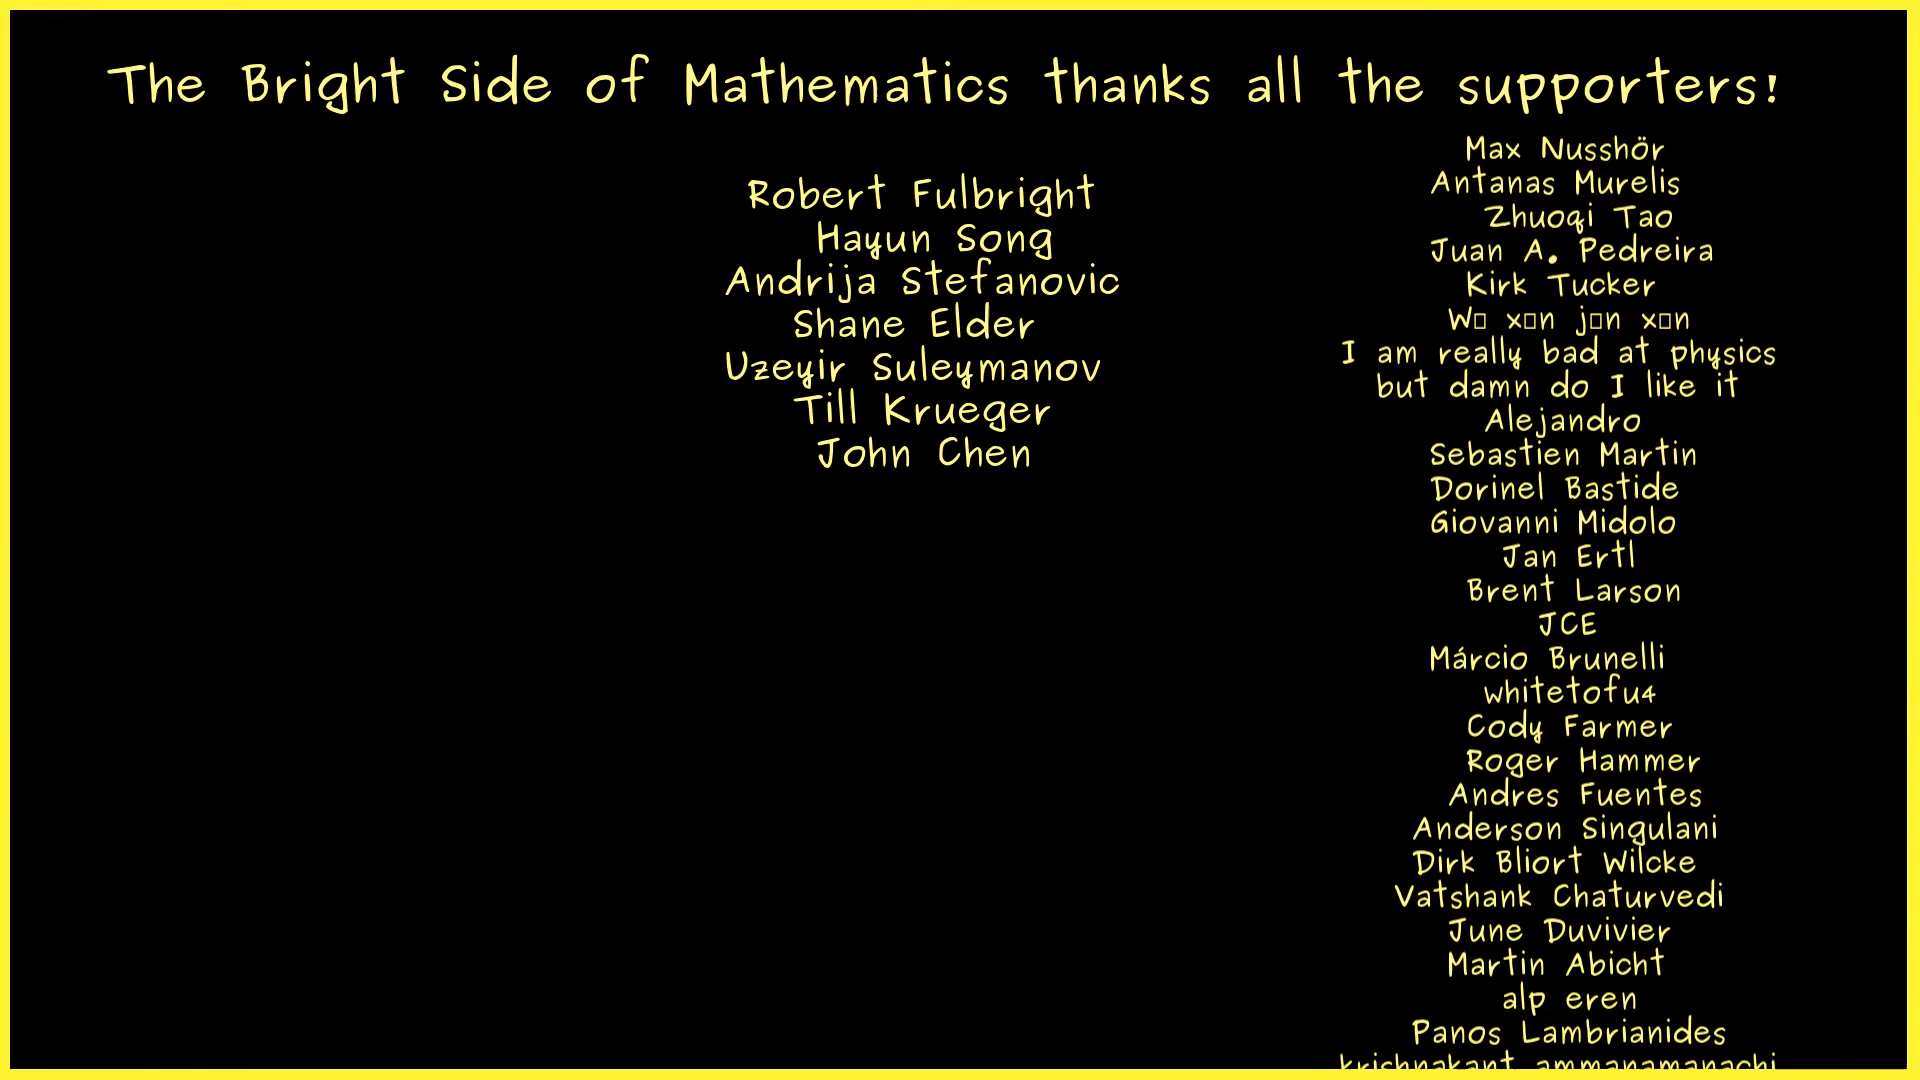 The Bright Side of Mathematics thanks all the supporters!
Robert Fulbright
Hayun Song
Andrija Stefanovic
Shane Elder
Uzeyir Suleymanov
Till Krueger
John Chen
Max Nusshör
Antanas Murelis
Zhuoqi Tao
Juan A. Pedreira
Kirk Tucker
W□ x□n j□n x□n
I am really bad at physics
but damn do I like it
Alejandro
Sebastien Martin
Dorinel Bastide
Giovanni Midolo
Jan Ertl
Brent Larson
JCE
Márcio Brunelli
whitetofu4
Cody Farmer
Roger Hammer
Andres Fuentes
Anderson Singulani
Dirk Bliort Wilcke
Vatshank Chaturvedi
June Duvivier
Martin Abicht
alp eren
Panos Lambrianides
krishnakant ammanamanachi